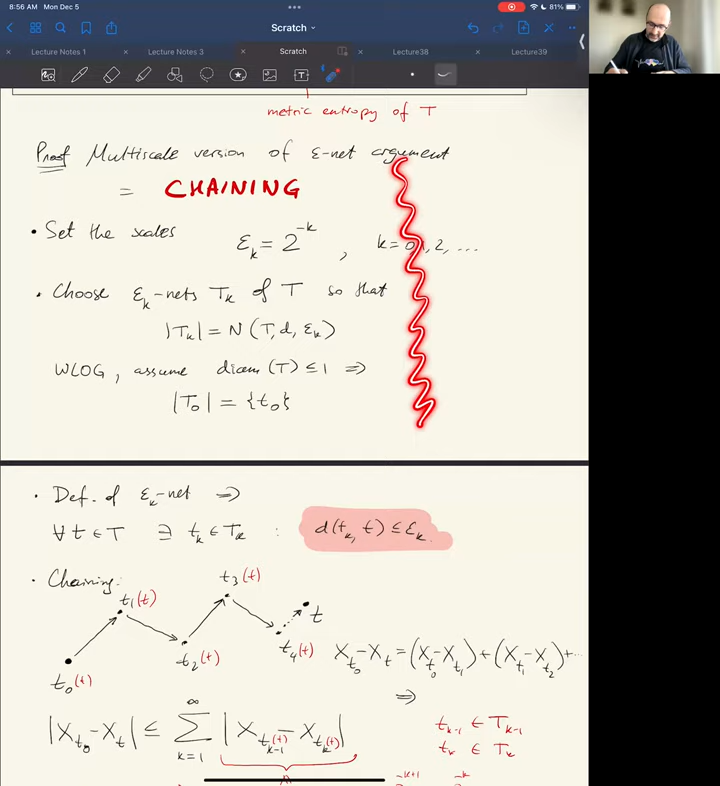 8:56 AM Mon Dec 5
81%
Scratch
Lecture Notes 1
Lecture Notes 3
Scratch
Lecture38
Lecture39
metric entropy of T
Proof Multiscale version of ε-net argument
= CHAINING
• Set the scales ε_k = 2^{-k}, k = 0, 1, 2, ...
• Choose ε_k-nets T_k of T so that
|T_k| = N(T, d, ε_k)
WLOG, assume diam(T) ≤ 1 ⇒
|T_0| = {t_0}
• Def. of ε_k-net ⇒
∀ t ∈ T ∃ t_k ∈ T_k : d(t_k, t) ≤ ε_k.
• Chaining:
t_3(t)
t_1(t)
t
t_2(t)
t_4(t)
t_0(t)
X_{t_0} − X_t = (X_{t_0} − X_{t_1}) + (X_{t_1} − X_{t_2}) + ...
⇒
|X_{t_0} − X_t| ≤ ∑_{k=1}^{∞} |X_{t_{k-1}(t)} − X_{t_k(t)}|
t_{k-1} ∈ T_{k-1}
t_k ∈ T_k